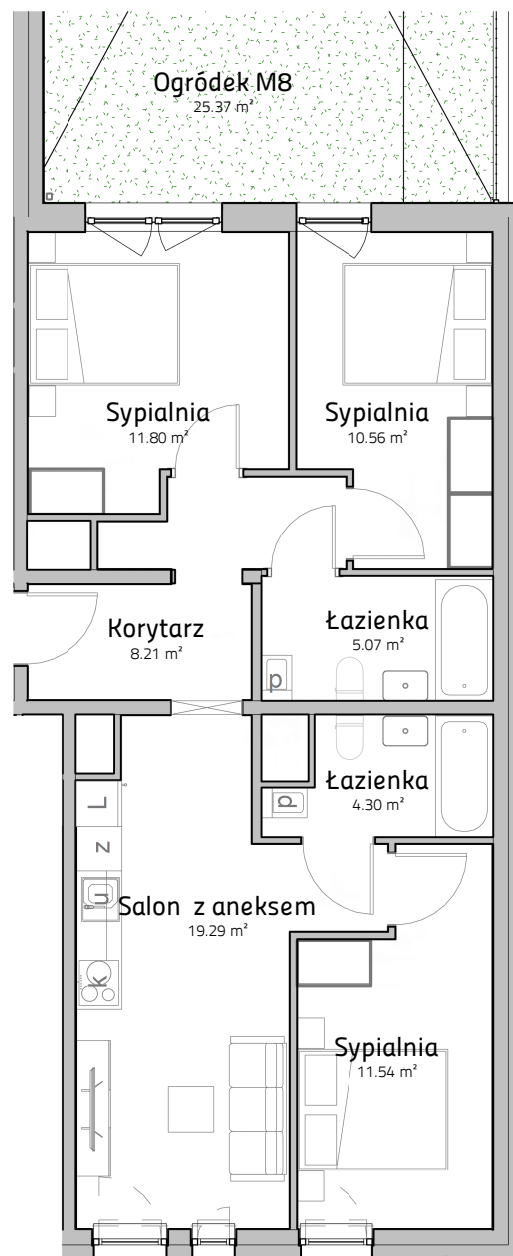 Ogródek M8
25.37 m²
Sypialnia
11.80 m²
Sypialnia
10.56 m²
Korytarz
8.21 m²
Łazienka
5.07 m²
p
Łazienka
4.30 m²
p
L
z
u
Salon z aneksem
19.29 m²
k
Sypialnia
11.54 m²